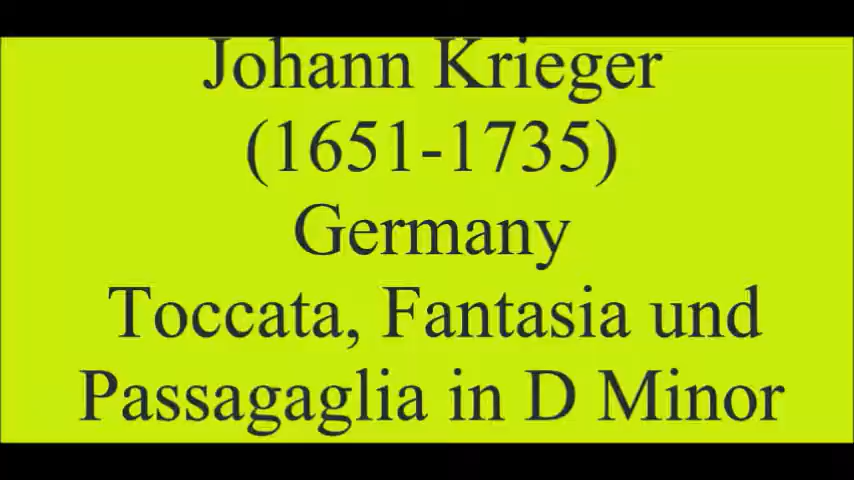 Johann Krieger
(1651-1735)
Germany
Toccata, Fantasia und
Passagaglia in D Minor